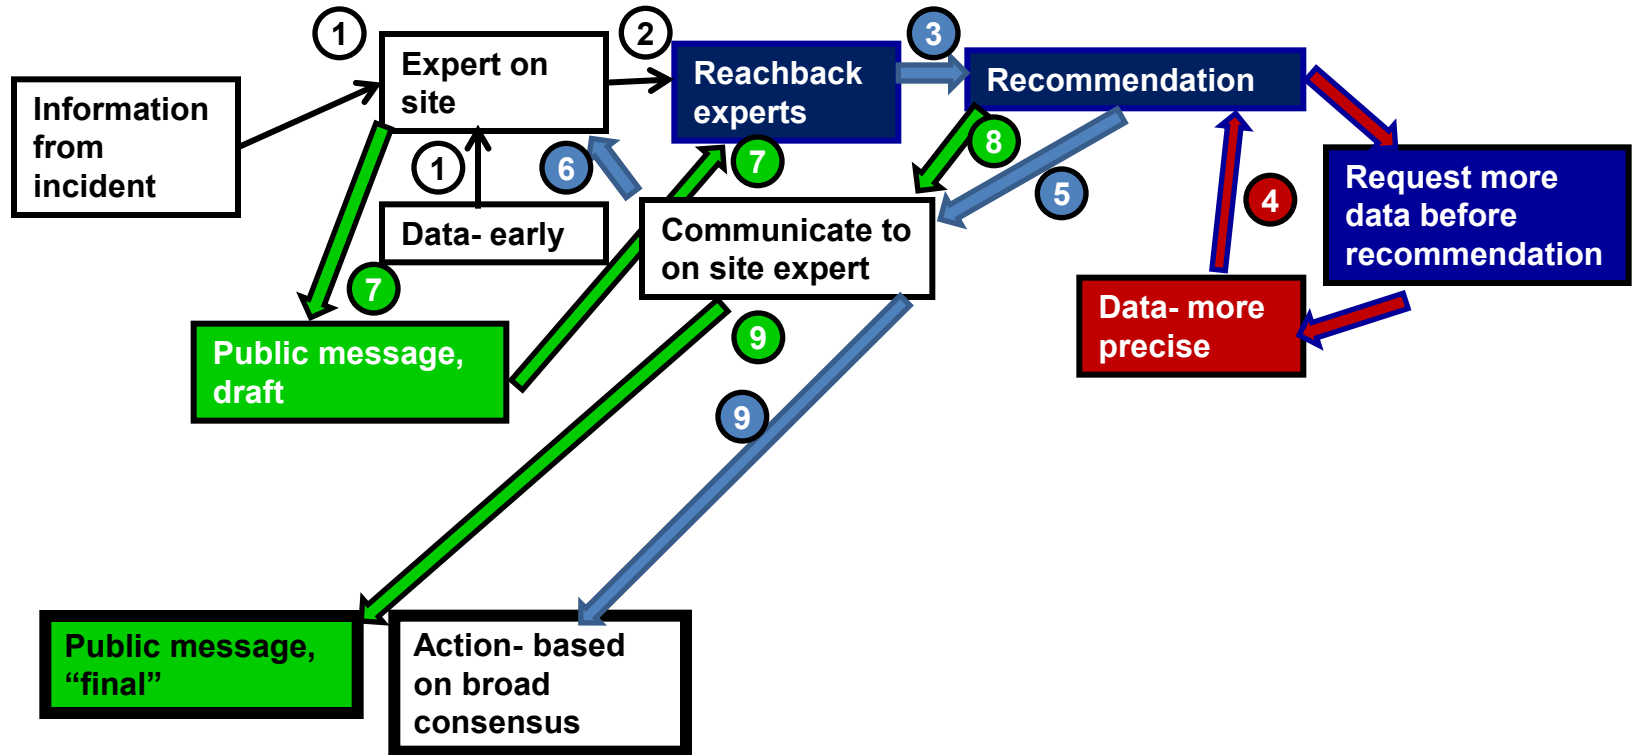 1
2
3
Expert on
site
Reachback
experts
Recommendation
Information
from
incident
1
6
7
8
5
4
Request more
data before
recommendation
Data- early
Communicate to
on site expert
7
Data- more
precise
Public message,
draft
9
9
Public message,
“final”
Action- based
on broad
consensus